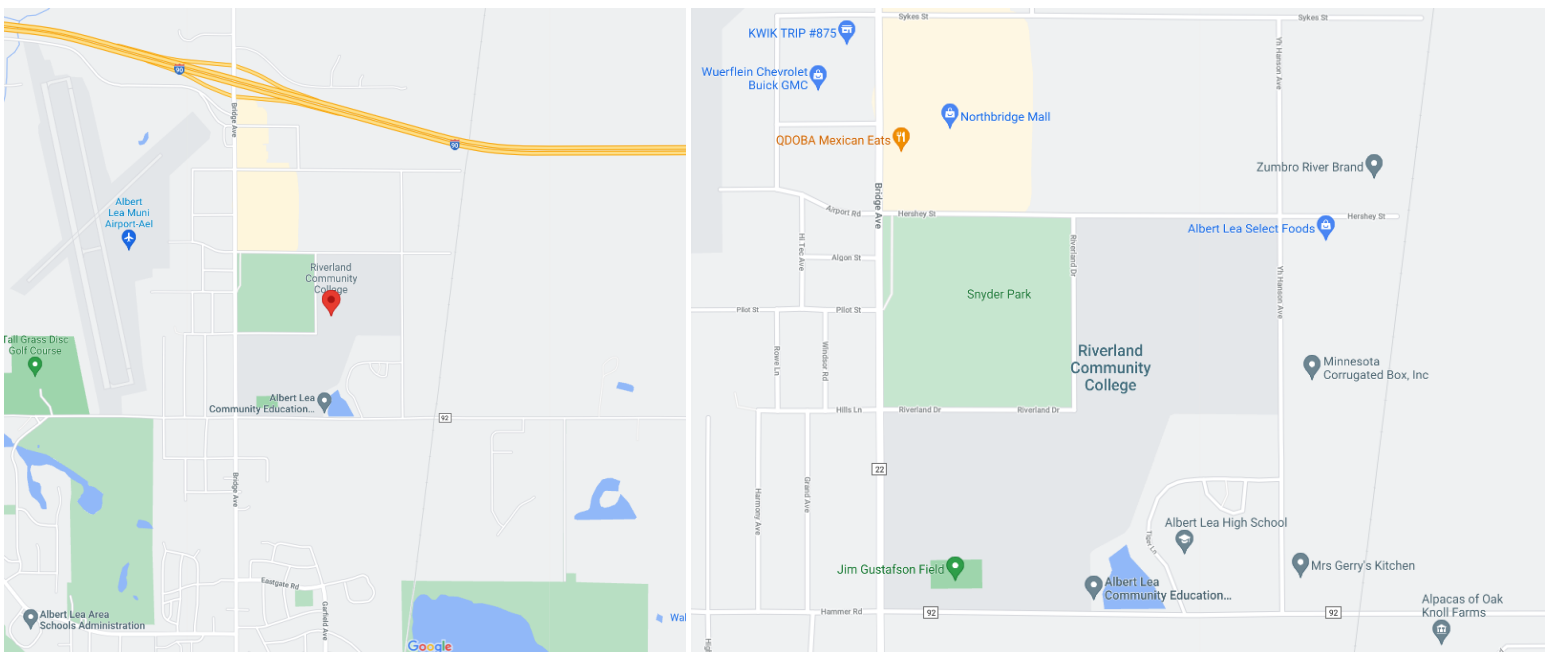 90
Bridge Ave
90
Albert
Lea Muni
Airport-Ael
Riverland
Community
College
Tall Grass Disc
Golf Course
Albert Lea
Community Education...
92
Bridge Ave
Eastgate Rd
Garfield Ave
Albert Lea Area
Schools Administration
Wal
Google
Sykes St
Sykes St
KWIK TRIP #875
Yh Hanson Ave
Wuerflein Chevrolet
Buick GMC
Northbridge Mall
QDOBA Mexican Eats
Zumbro River Brand
Bridge Ave
Airport Rd
Hershey St
Hershey St
Albert Lea Select Foods
Hi Tec Ave
Riverland Dr
Algon St
Yh Hanson Ave
Snyder Park
Pilot St
Pilot St
Rowe Ln
Windsor Rd
Riverland
Community
College
Minnesota
Corrugated Box, Inc
Hills Ln
Riverland Dr
Riverland Dr
22
Harmony Ave
Grand Ave
Albert Lea High School
Tiger Ln
Jim Gustafson Field
Mrs Gerry's Kitchen
Albert Lea
Community Education...
Hammer Rd
92
92
Alpacas of Oak
Knoll Farms
Hig